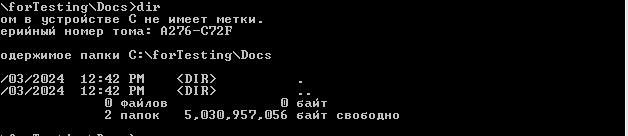 \forTesting\Docs>dir
ом в устройстве C не имеет метки.
ерийный номер тома: A276-C72F
одержимое папки C:\forTesting\Docs
/03/2024  12:42 PM    <DIR>          .
/03/2024  12:42 PM    <DIR>          ..
0 файлов              0 байт
2 папок   5,030,957,056 байт свободно